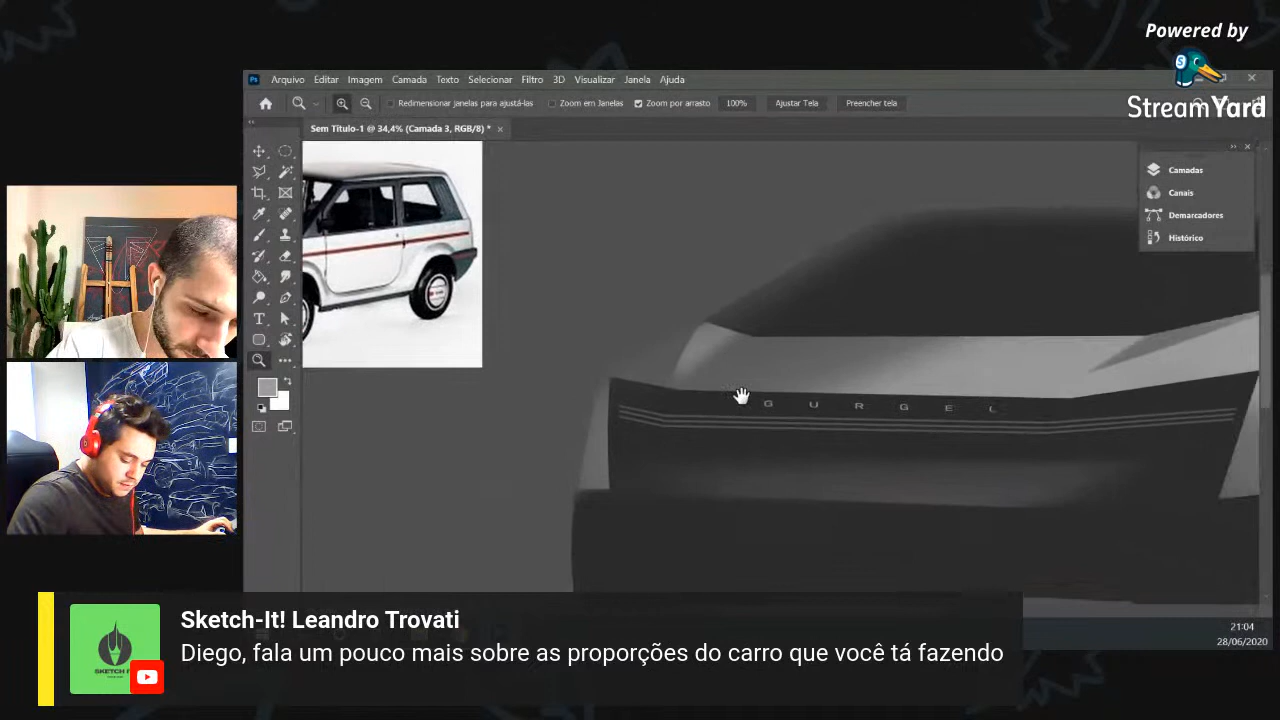 Powered by
StreamYard
Ps Arquivo Editar Imagem Camada Texto Selecionar Filtro 3D Visualizar Janela Ajuda
Redimensionar janelas para ajustá-las Zoom em Janelas Zoom por arrasto 100% Ajustar Tela Preencher tela
Sem Título-1 @ 34,4% (Camada 3, RGB/8) *
Camadas
Canais
Demarcadores
Histórico
GURGEL
21:04
28/06/2020
Sketch-It! Leandro Trovati
Diego, fala um pouco mais sobre as proporções do carro que você tá fazendo